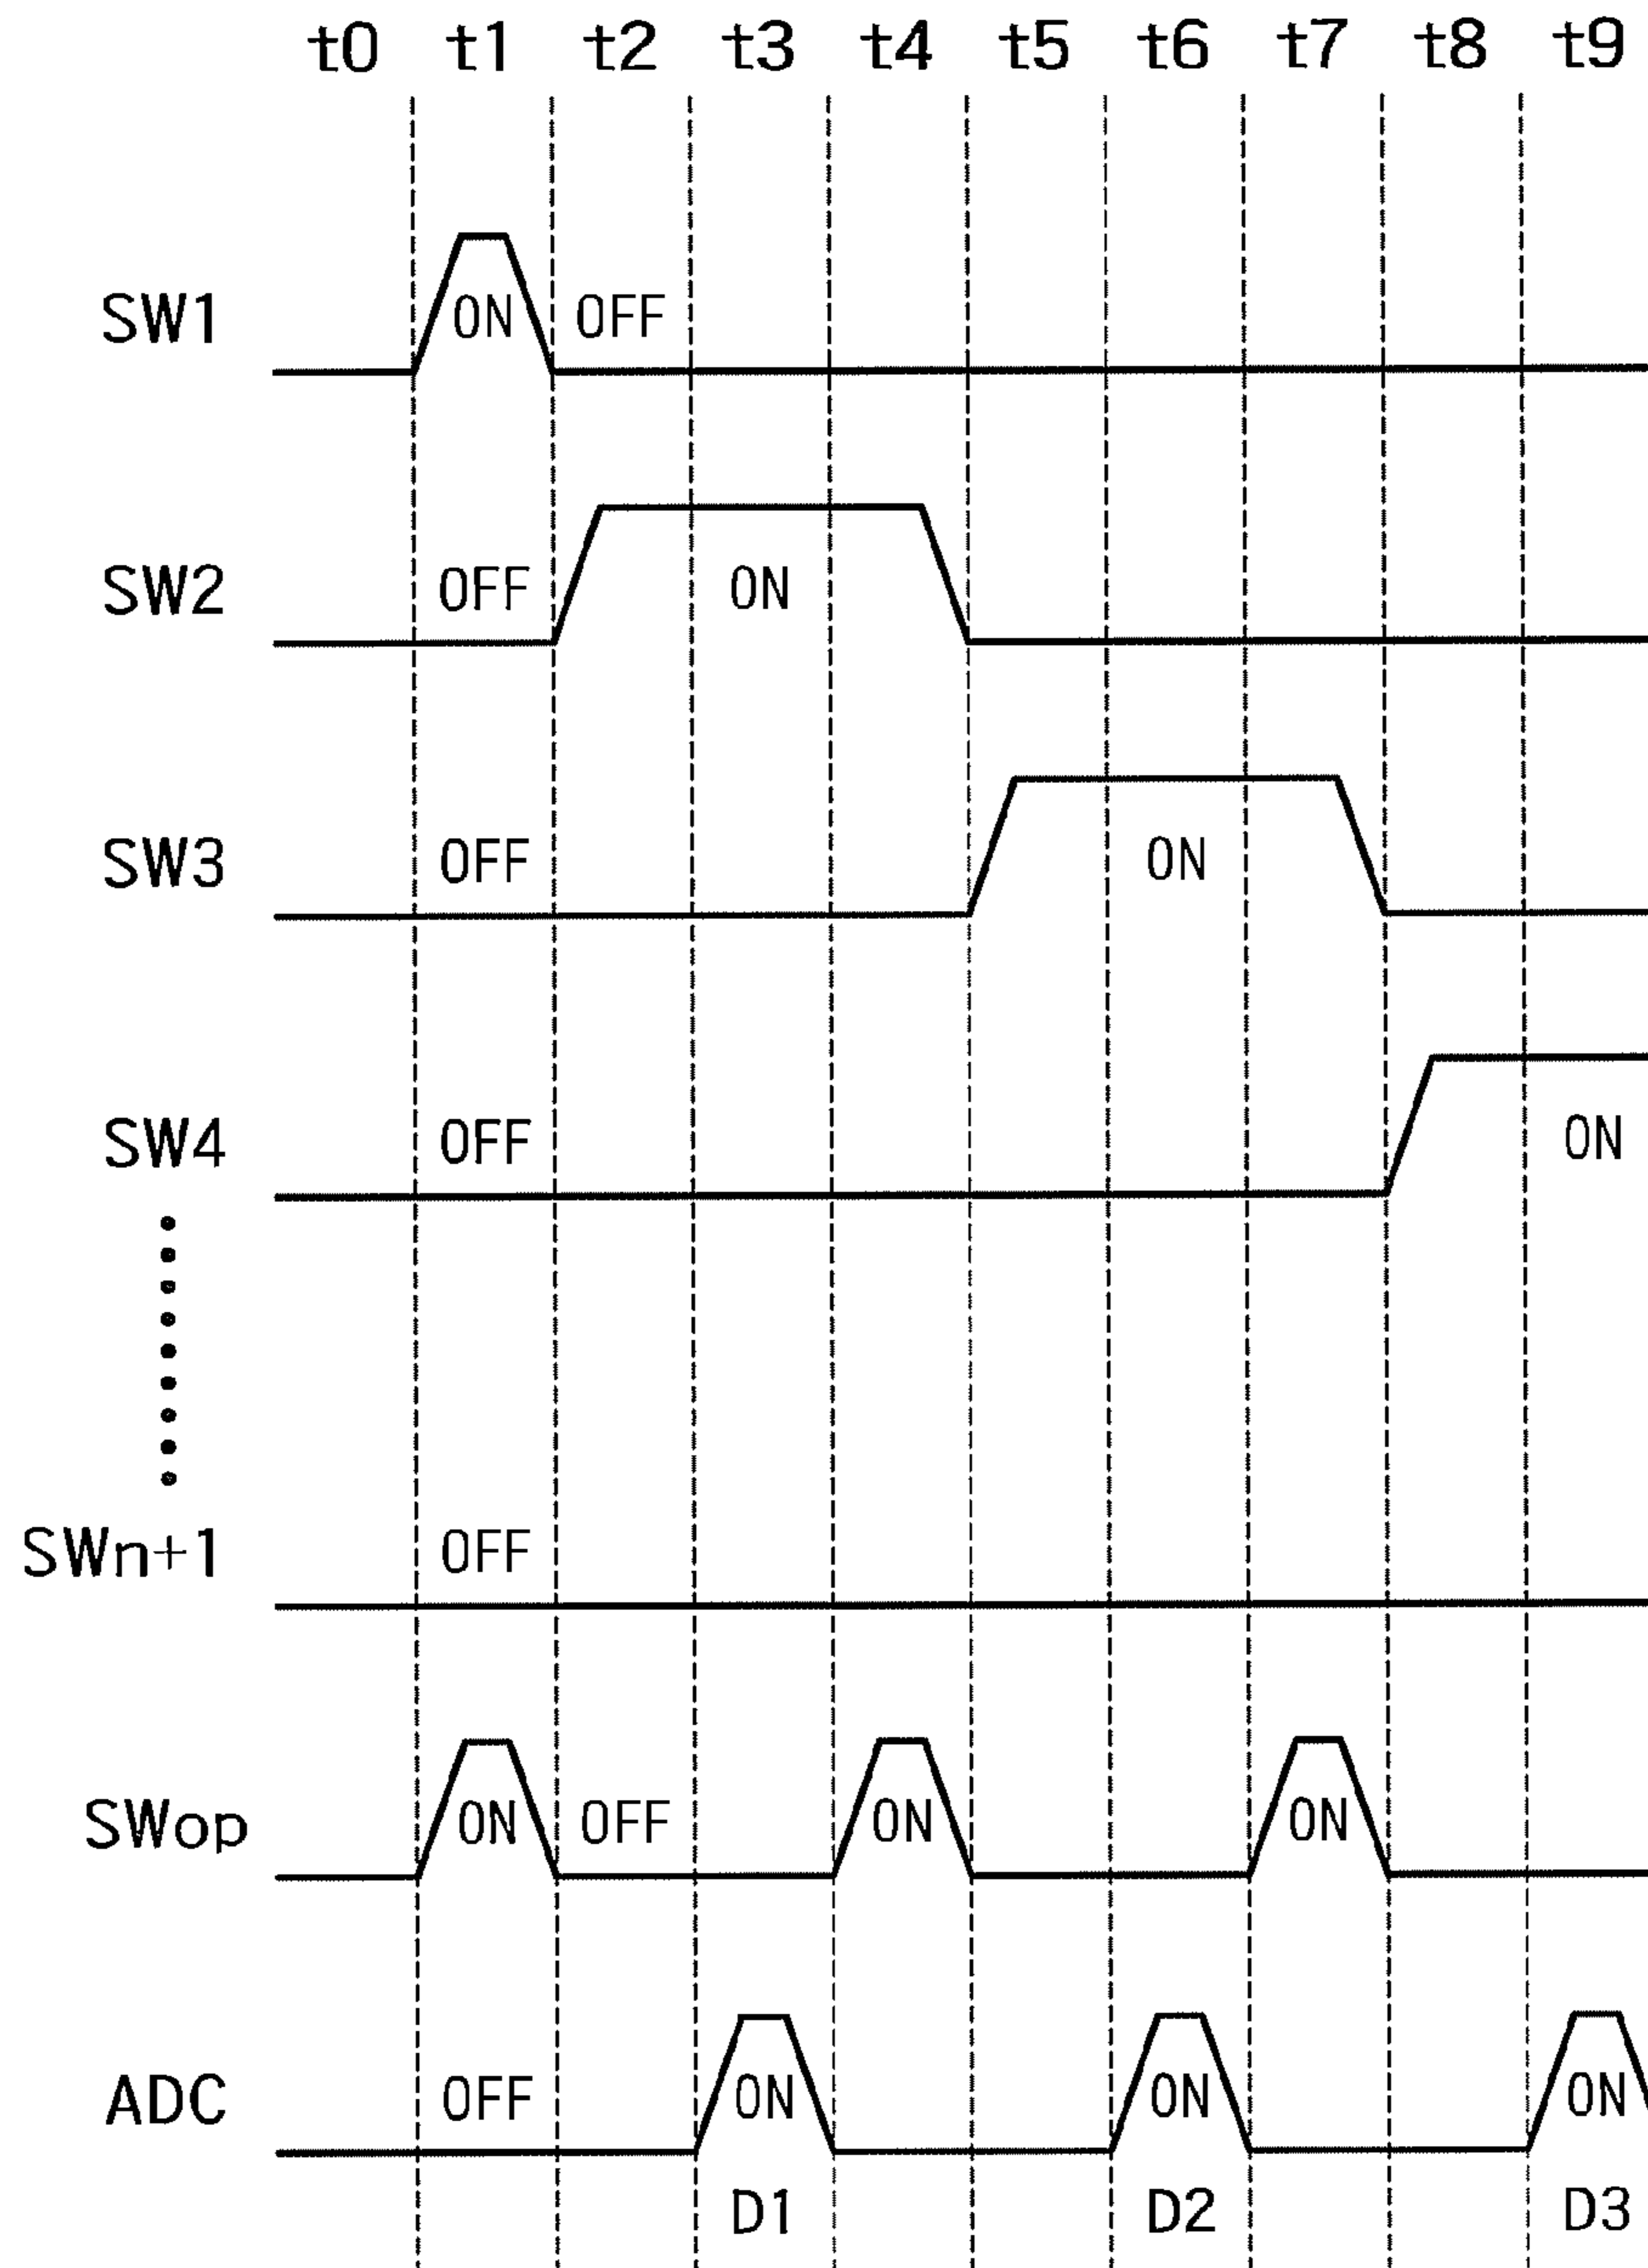 t0 t1 t2 t3 t4 t5 t6 t7 t8 t9
SW1 ON OFF
SW2 OFF ON
SW3 OFF ON
SW4 OFF ON
SWn+1 OFF
SWop ON OFF ON ON
ADC OFF ON ON ON
D1 D2 D3